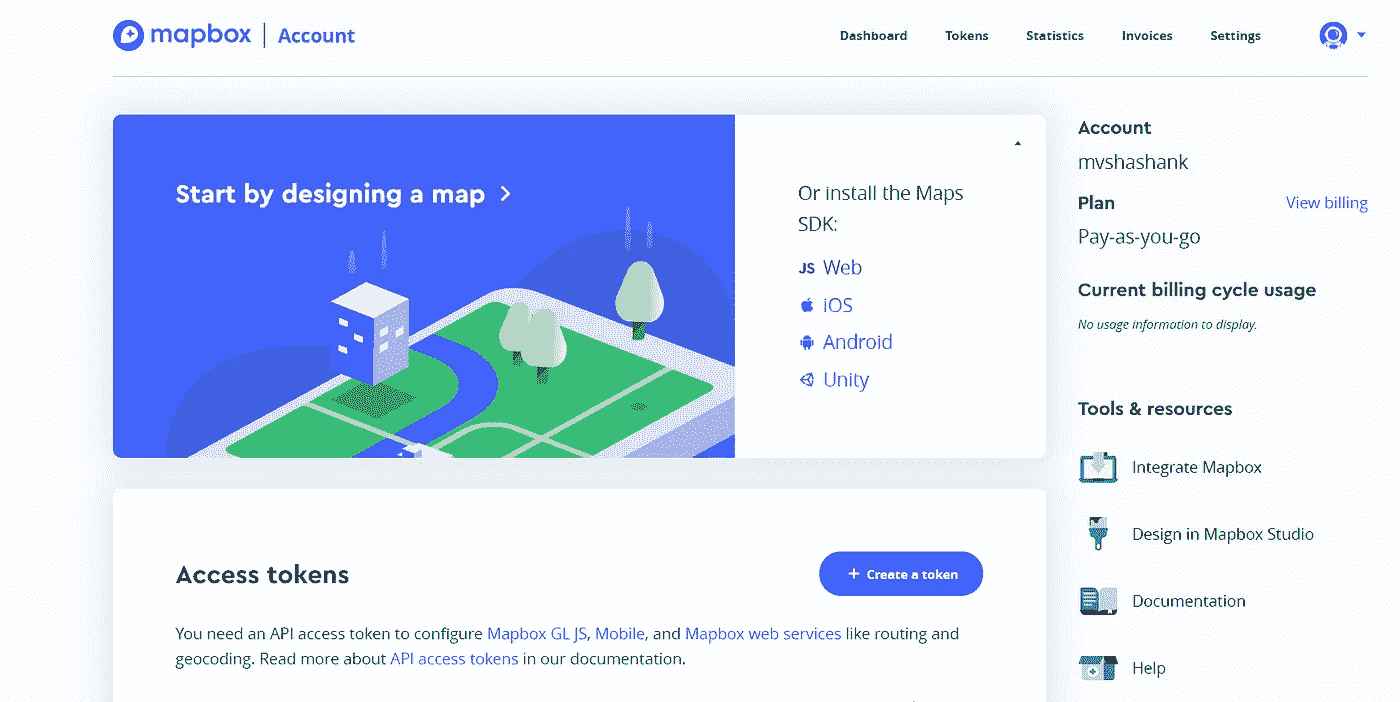 mapbox | Account
Dashboard Tokens Statistics Invoices Settings
Start by designing a map >
Or install the Maps
SDK:
JS Web
iOS
Android
Unity
Access tokens
+ Create a token
You need an API access token to configure Mapbox GL JS, Mobile, and Mapbox web services like routing and
geocoding. Read more about API access tokens in our documentation.
Account
mvshashank
Plan View billing
Pay-as-you-go
Current billing cycle usage
No usage information to display.
Tools & resources
Integrate Mapbox
Design in Mapbox Studio
Documentation
Help